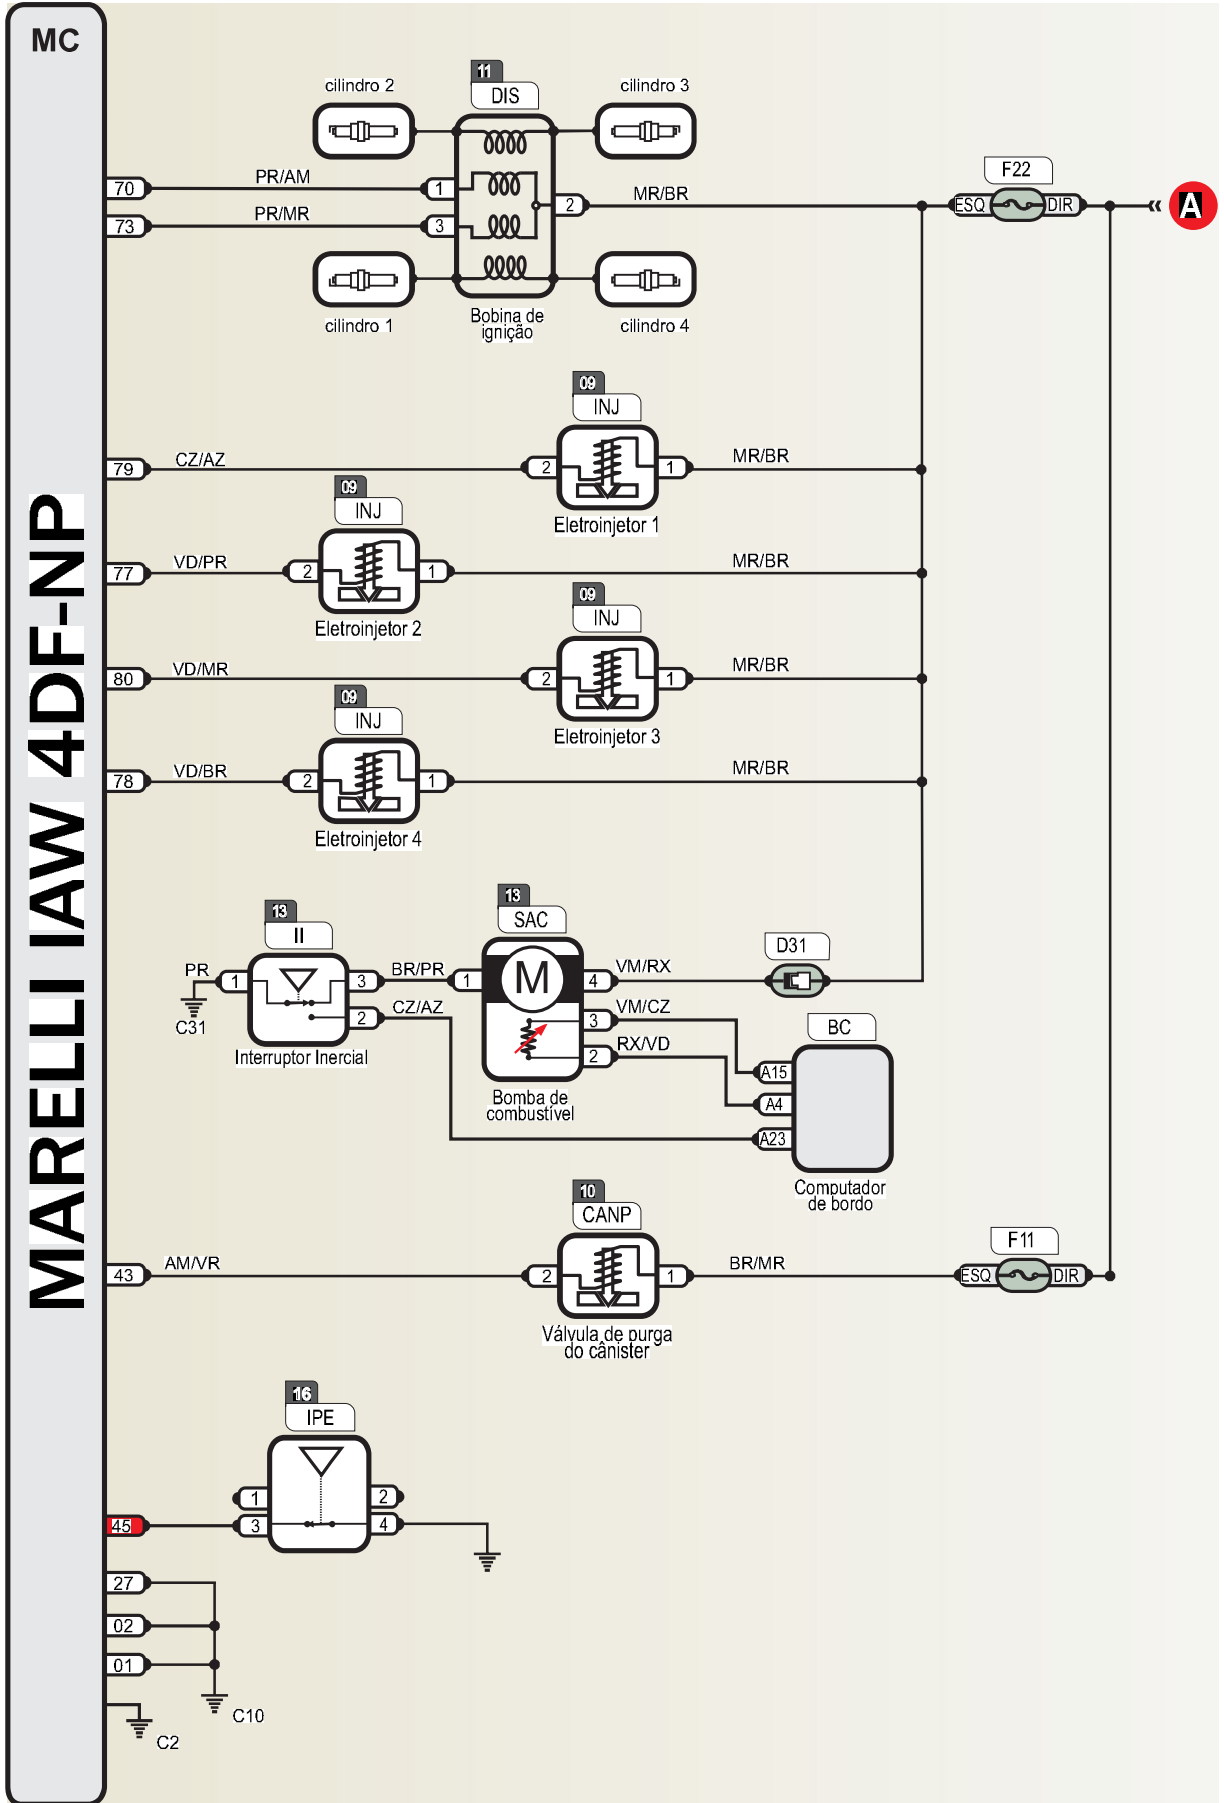 MC
MARELLI IAW 4DF-NP
11
DIS
cilindro 2
cilindro 3
70
PR/AM
1
2
MR/BR
73
PR/MR
3
cilindro 1
cilindro 4
Bobina de
ignição
F22
ESQ
DIR
A
09
INJ
79
CZ/AZ
2
1
MR/BR
Eletroinjetor 1
09
INJ
77
VD/PR
2
1
MR/BR
Eletroinjetor 2
09
INJ
80
VD/MR
2
1
MR/BR
Eletroinjetor 3
09
INJ
78
VD/BR
2
1
MR/BR
Eletroinjetor 4
13
II
PR
1
3
BR/PR
2
CZ/AZ
C31
Interruptor Inercial
13
SAC
1
M
4
VM/RX
3
VM/CZ
2
RX/VD
Bomba de
combustível
D31
BC
A15
A4
A23
Computador
de bordo
10
CANP
43
AM/VR
2
1
BR/MR
Válvula de purga
do cânister
F11
ESQ
DIR
16
IPE
1
2
45
3
4
27
02
01
C10
C2